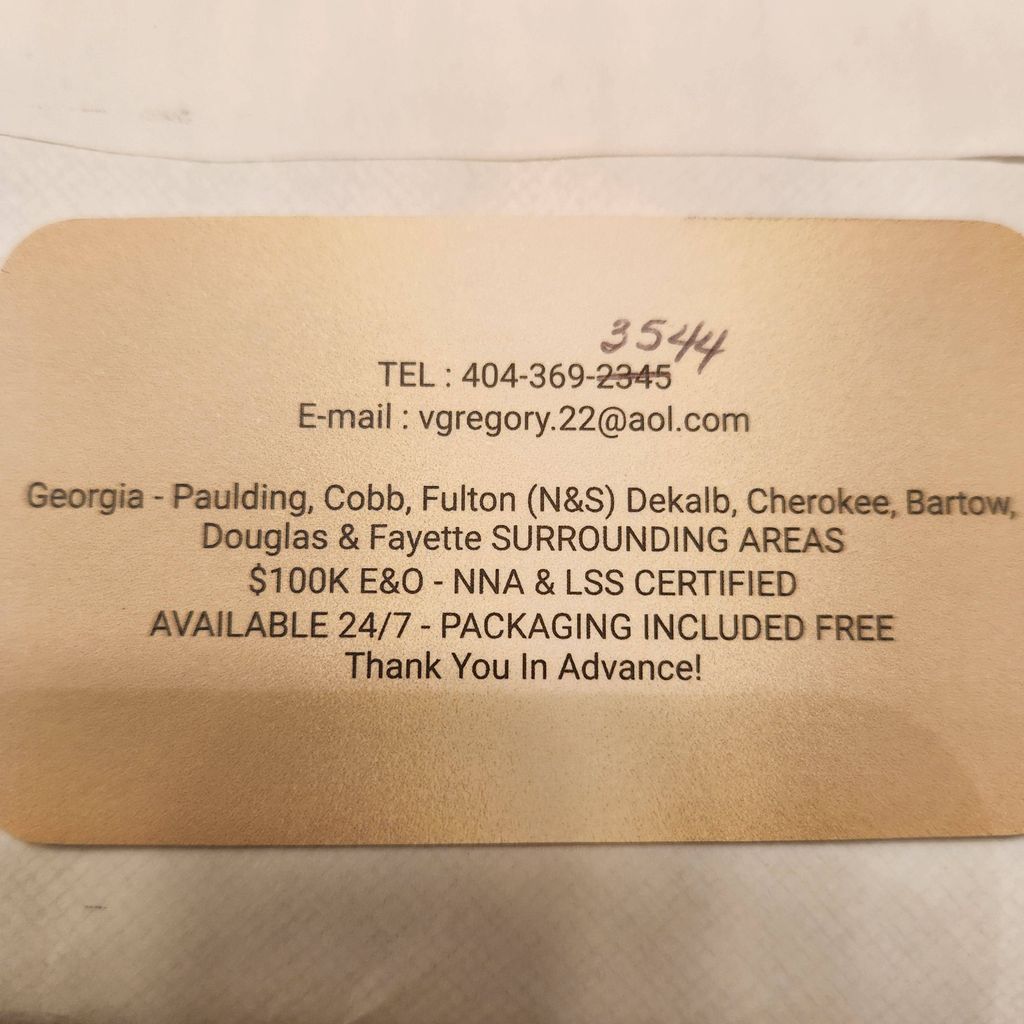 3544
TEL : 404-369-2345
E-mail : vgregory.22@aol.com
Georgia - Paulding, Cobb, Fulton (N&S) Dekalb, Cherokee, Bartow,
Douglas & Fayette SURROUNDING AREAS
$100K E&O - NNA & LSS CERTIFIED
AVAILABLE 24/7 - PACKAGING INCLUDED FREE
Thank You In Advance!